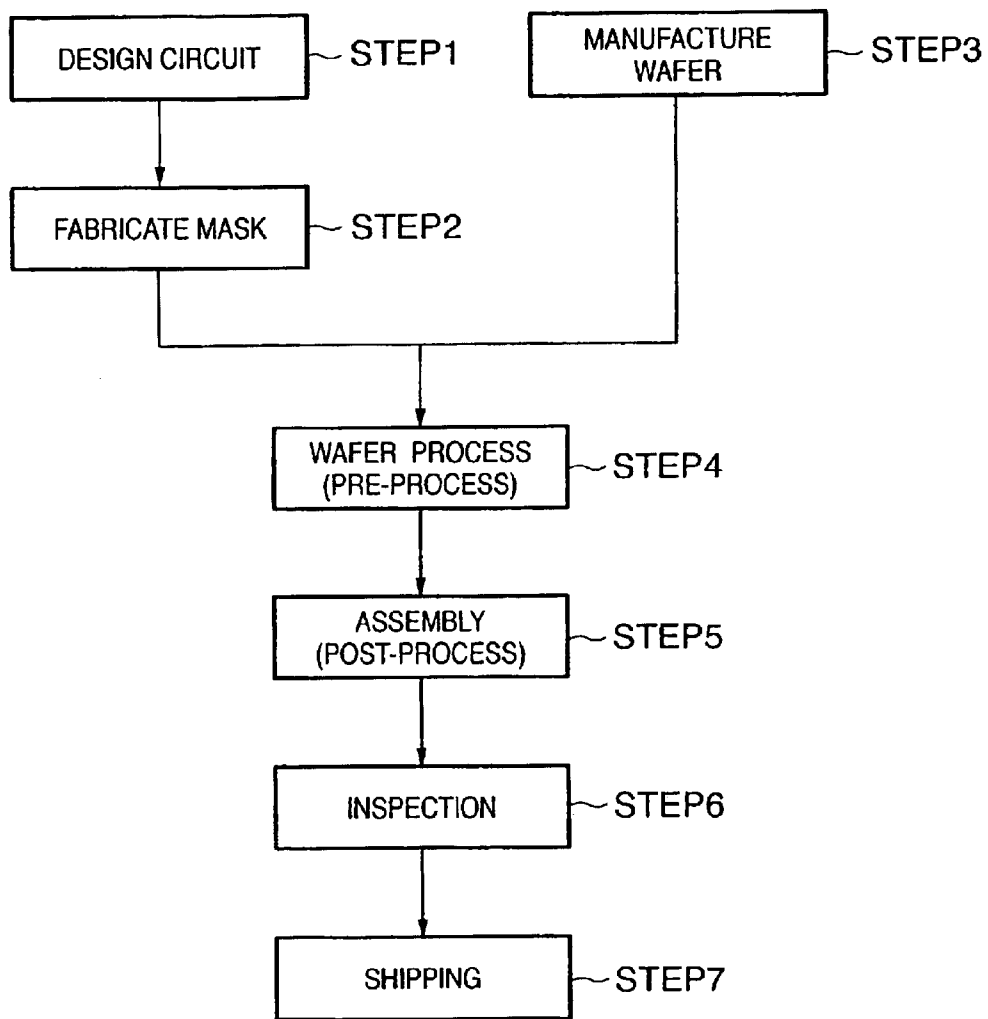 DESIGN CIRCUIT
STEP1
MANUFACTURE
WAFER
STEP3
FABRICATE MASK
STEP2
WAFER PROCESS
(PRE-PROCESS)
STEP4
ASSEMBLY
(POST-PROCESS)
STEP5
INSPECTION
STEP6
SHIPPING
STEP7